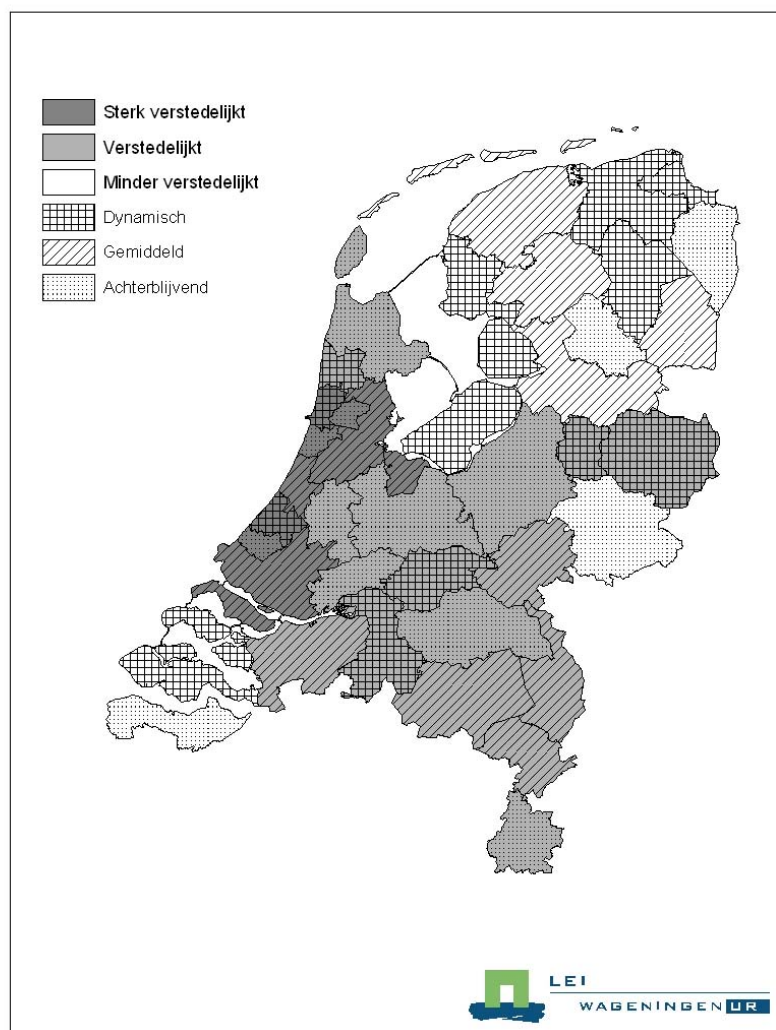 Sterk verstedelijkt
Verstedelijkt
Minder verstedelijkt
Dynamisch
Gemiddeld
Achterblijvend
LEI
WAGENINGEN UR